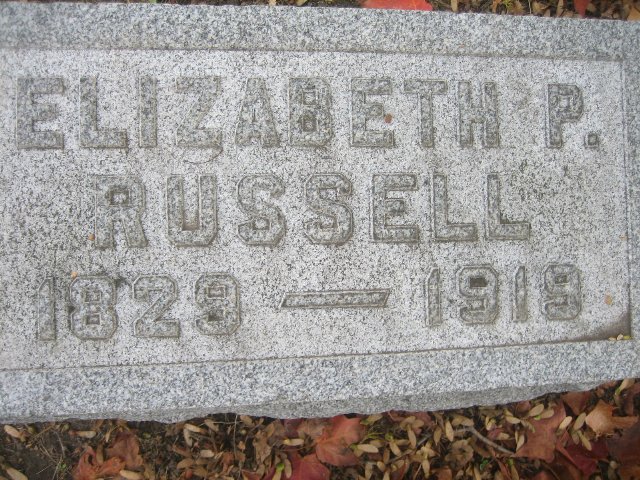 ELIZABETH P.
RUSSELL
1829 — 1919